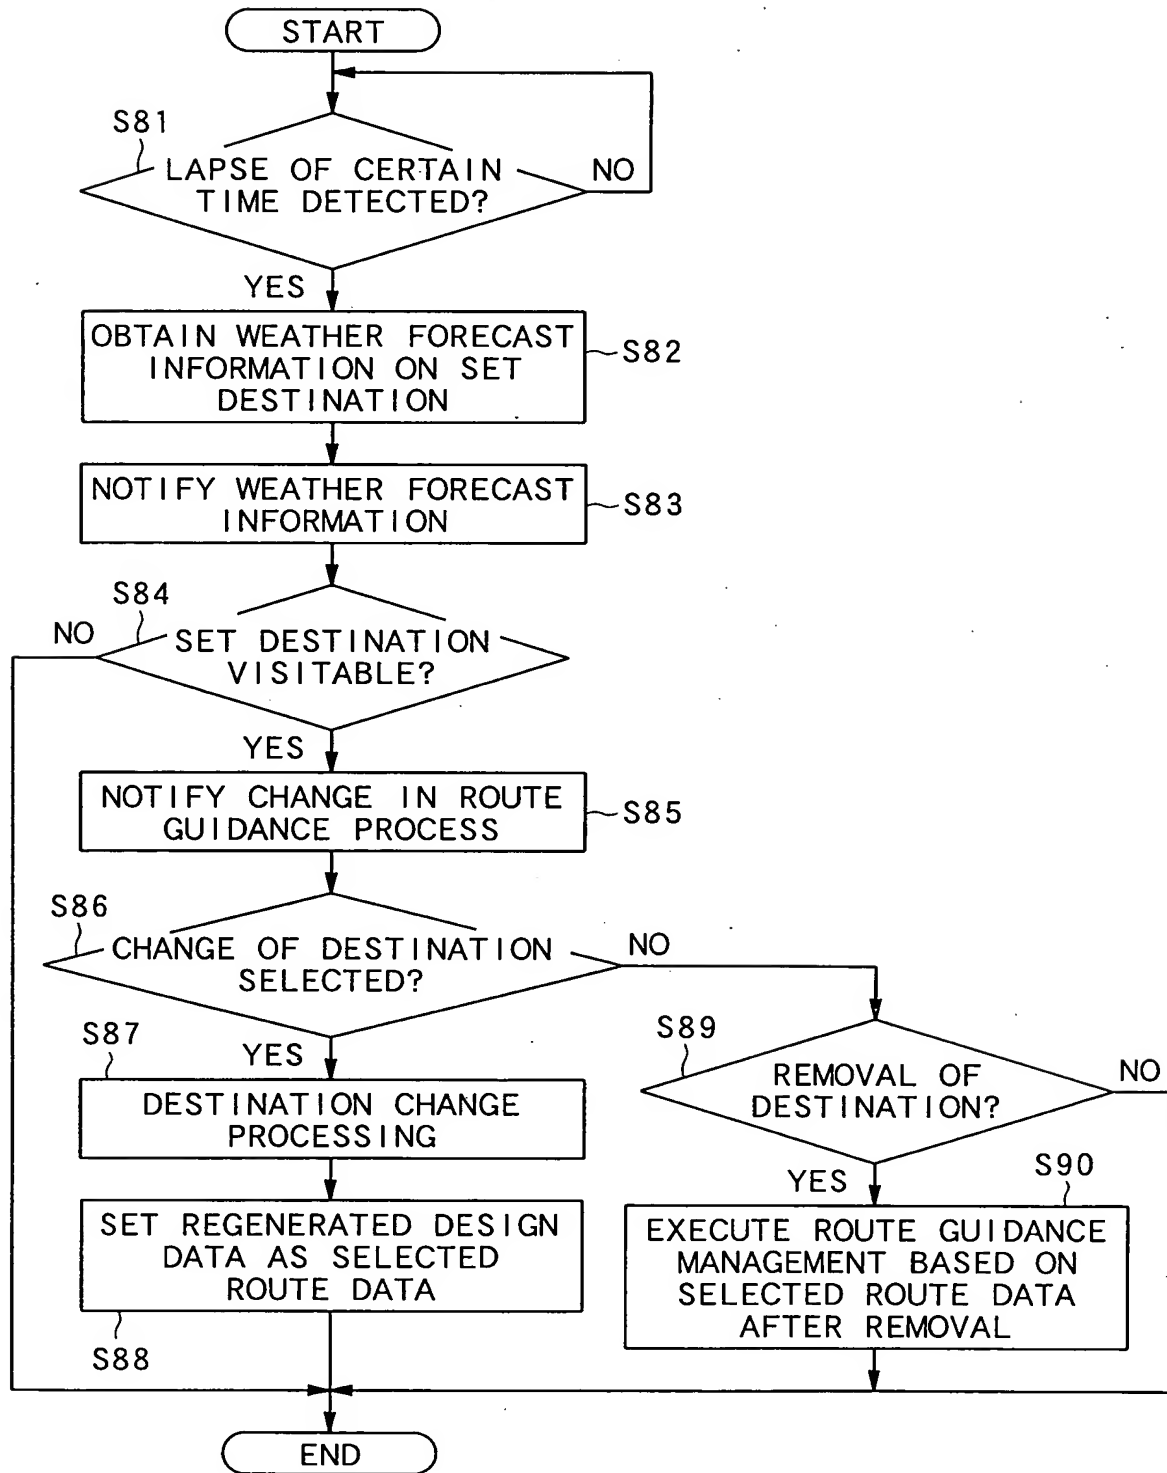 START
S81
LAPSE OF CERTAIN
TIME DETECTED?
NO
YES
OBTAIN WEATHER FORECAST
INFORMATION ON SET
DESTINATION
S82
NOTIFY WEATHER FORECAST
INFORMATION
S83
S84
NO
SET DESTINATION
VISITABLE?
YES
NOTIFY CHANGE IN ROUTE
GUIDANCE PROCESS
S85
S86
CHANGE OF DESTINATION
SELECTED?
NO
YES
S87
DESTINATION CHANGE
PROCESSING
SET REGENERATED DESIGN
DATA AS SELECTED
ROUTE DATA
S88
S89
REMOVAL OF
DESTINATION?
NO
YES
S90
EXECUTE ROUTE GUIDANCE
MANAGEMENT BASED ON
SELECTED ROUTE DATA
AFTER REMOVAL
END